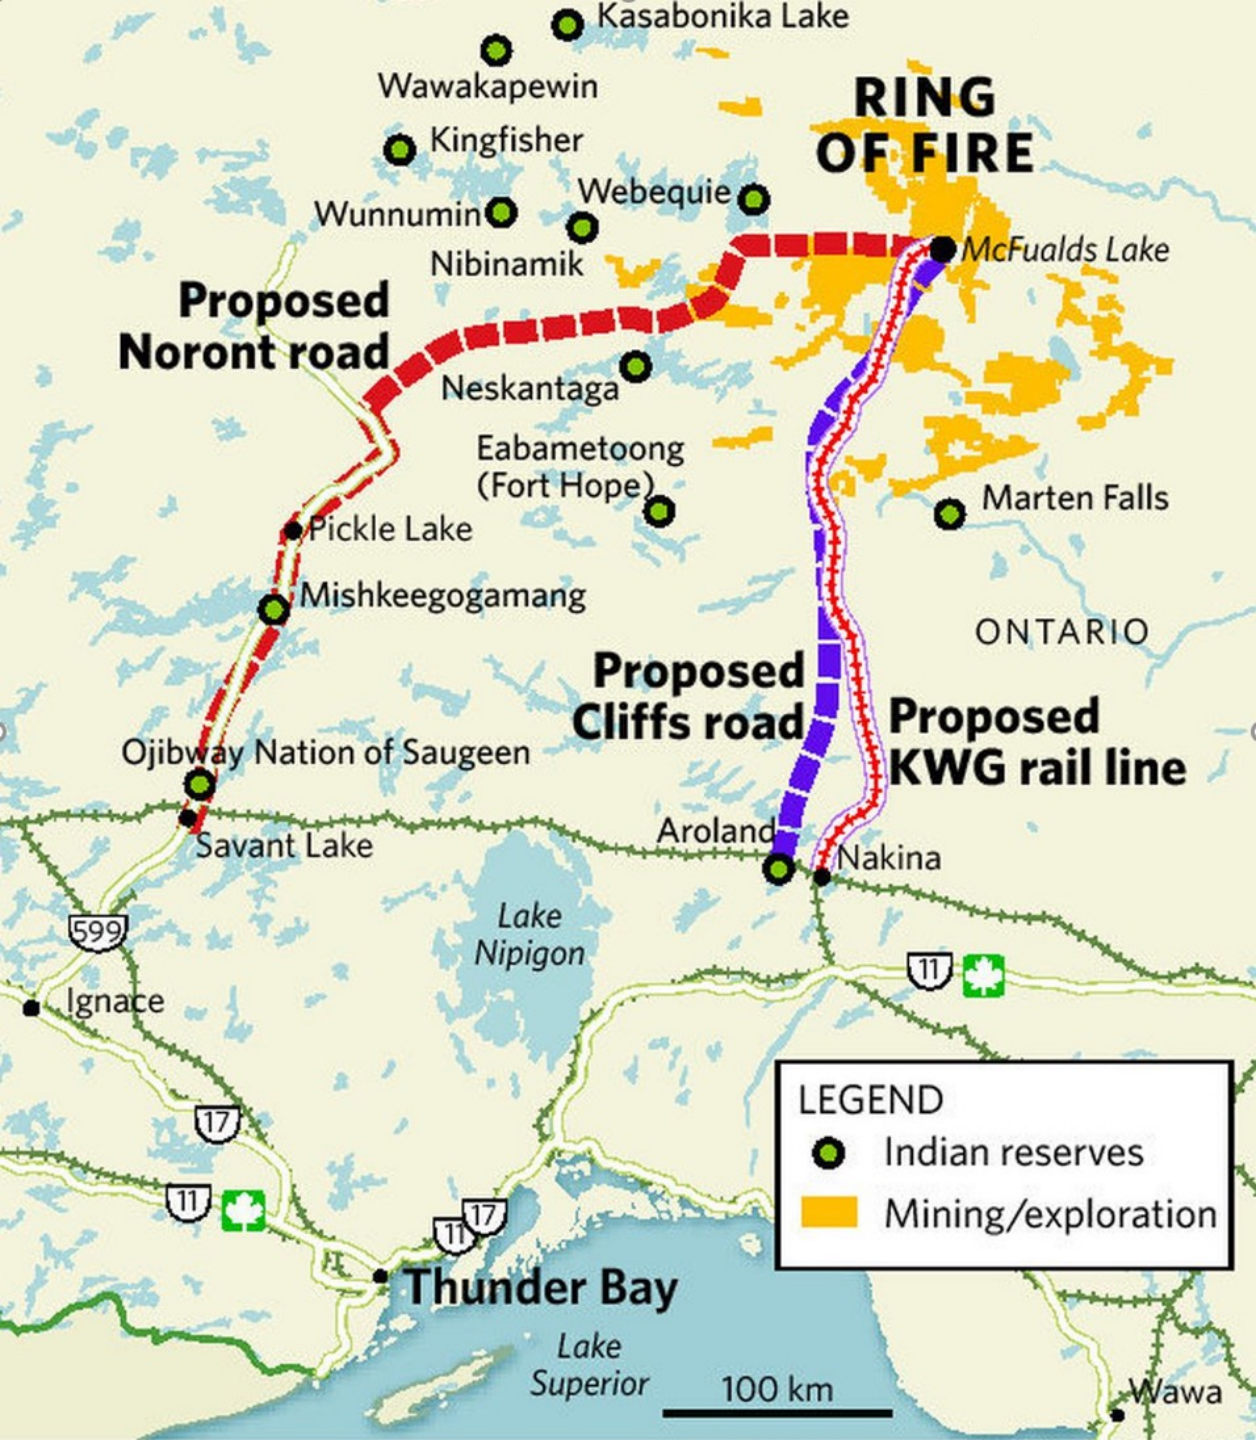 Kasabonika Lake
Wawakapewin
RING
OF FIRE
Kingfisher
Webequie
Wunnumin
Nibinamik
McFualds Lake
Proposed
Noront road
Neskantaga
Eabametoong
(Fort Hope)
Marten Falls
Pickle Lake
Mishkeegogamang
ONTARIO
Proposed
Cliffs road
Proposed
KWG rail line
Ojibway Nation of Saugeen
Aroland
Savant Lake
Nakina
599
Lake
Nipigon
11
Ignace
17
11
LEGEND
Indian reserves
Mining/exploration
17
11
Thunder Bay
Lake
Superior
100 km
Wawa